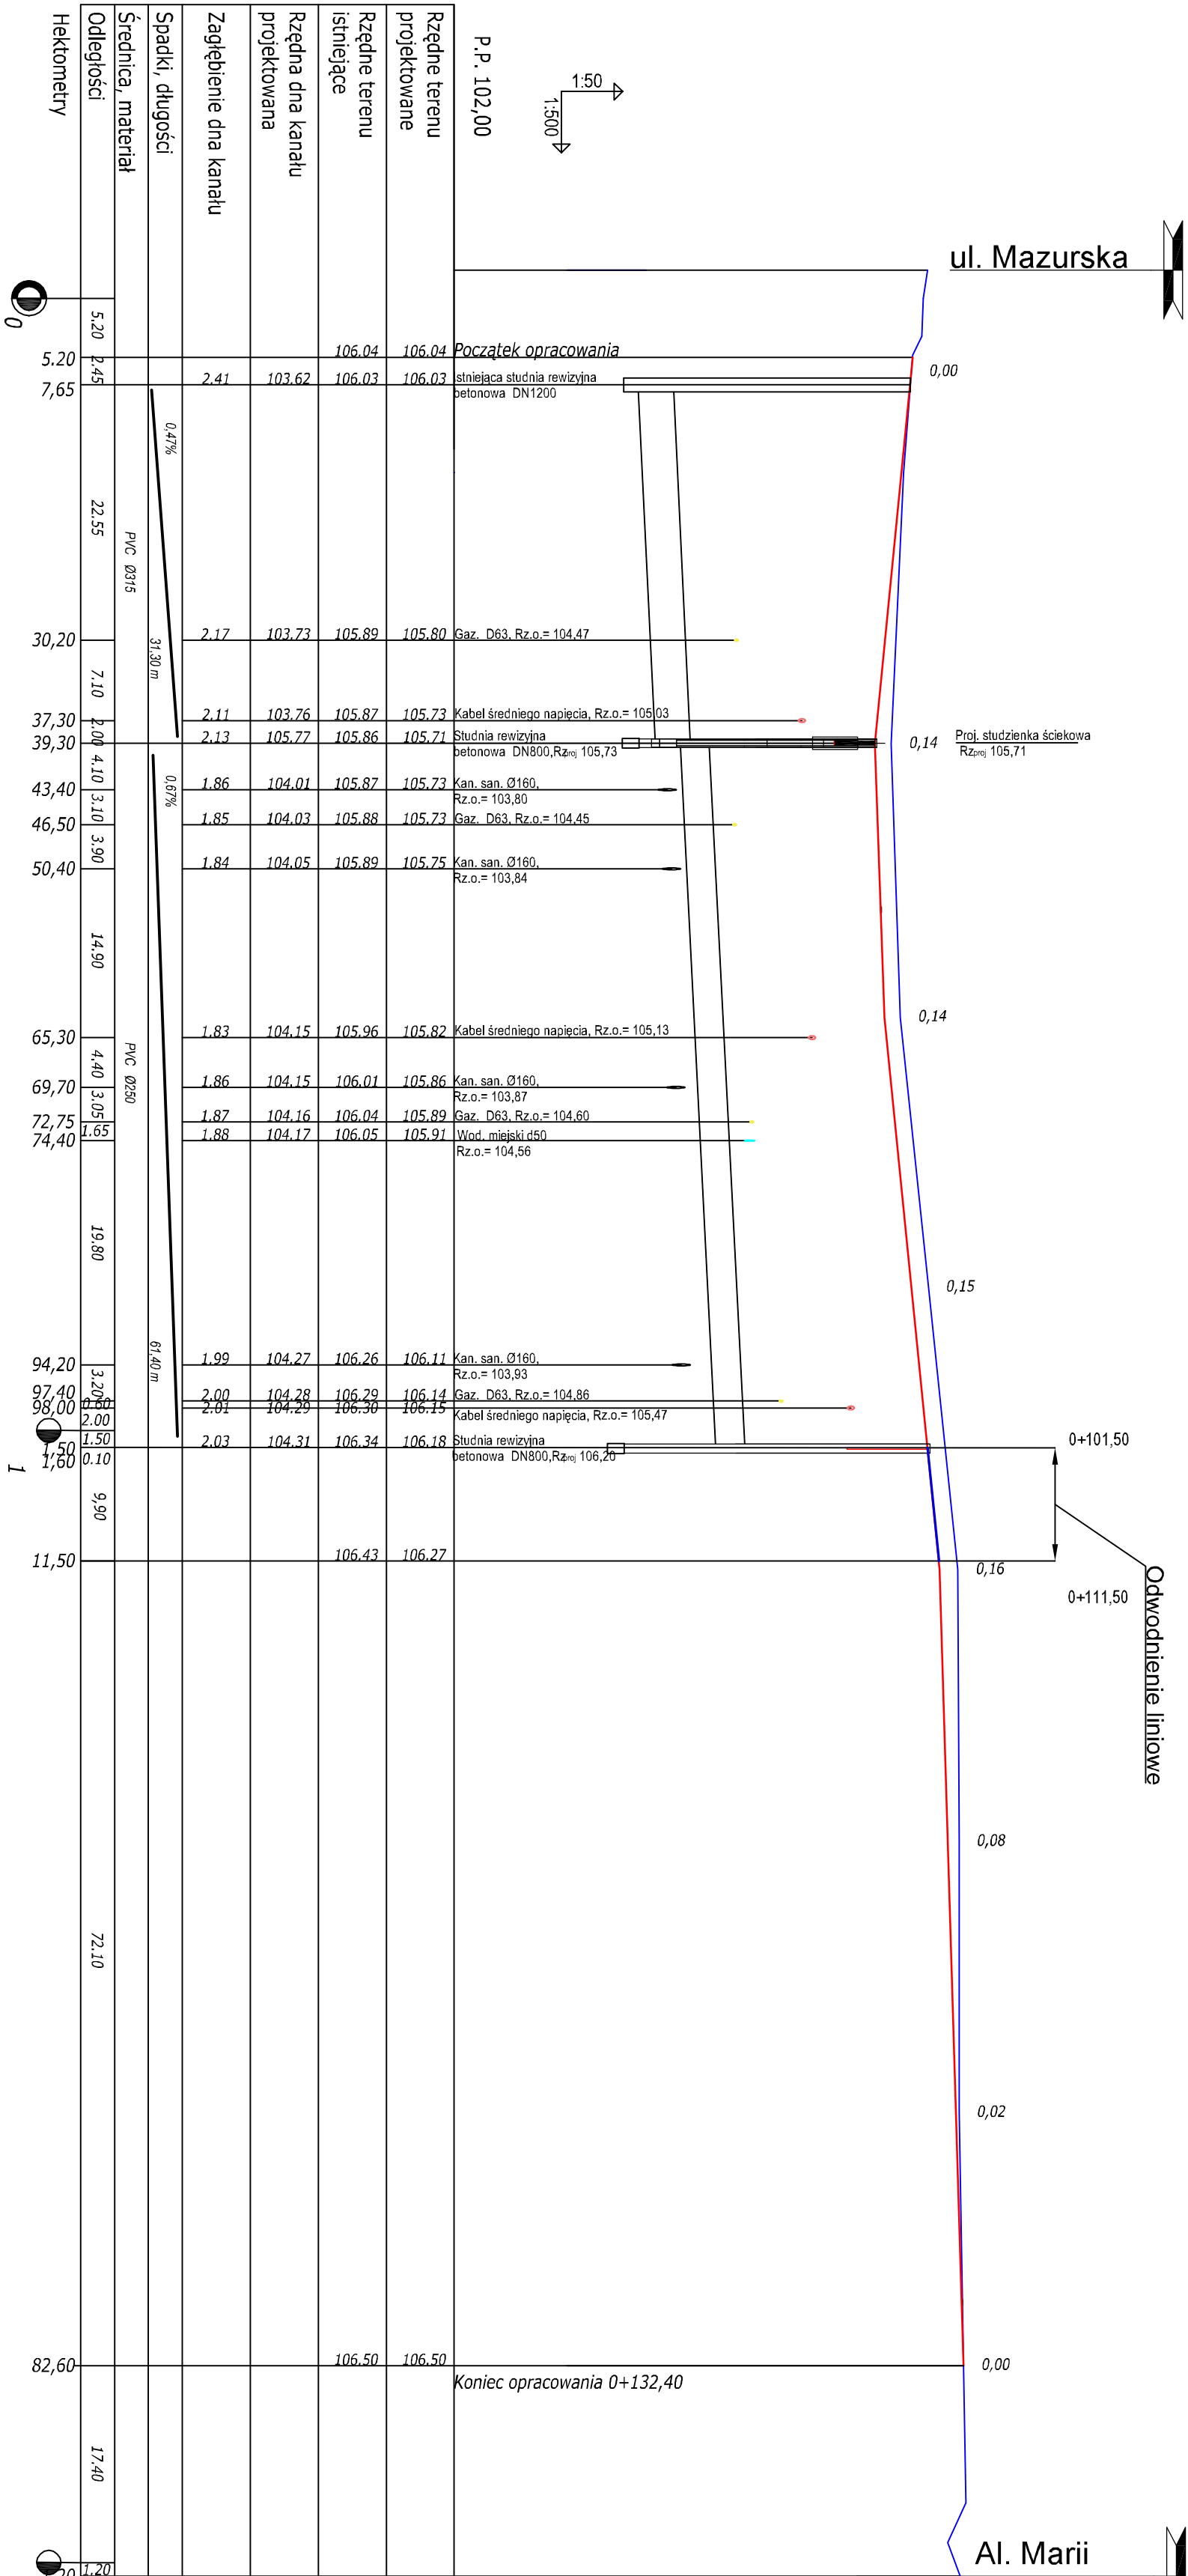 ul. Mazurska
1:50
1:500
P.P. 102,00
Rzędne terenu
projektowane
Rzędne terenu
istniejące
Rzędna dna kanału
projektowana
Zagłębienie dna kanału
Spadki, długości
Średnica, materiał
Odległości
Hektometry
0
5.20
5.20 106.04 106.04 Początek opracowania
0,00
2.45
7,65 2.41 103.62 106.03 106.03 stniejąca studnia rewizyjna
betonowa DN1200
0,47%
22.55
PVC Ø315
31,30 m
30,20 2.17 103.73 105.89 105.80 Gaz. D63, Rz.o.= 104,47
7.10
37,30 2.11 103.76 105.87 105.73 Kabel średniego napięcia, Rz.o.= 105,03
2.00
39,30 2.13 105.77 105.86 105.71 Studnia rewizyjna
betonowa DN800,Rzproj 105,73
0,14
Proj. studzienka ściekowa
Rzproj 105,71
4.10
0,67%
43,40 1.86 104.01 105.87 105.73 Kan. san. Ø160,
Rz.o.= 103,80
3.10
46,50 1.85 104.03 105.88 105.73 Gaz. D63, Rz.o.= 104,45
3.90
50,40 1.84 104.05 105.89 105.75 Kan. san. Ø160,
Rz.o.= 103,84
14.90
0,14
65,30 1.83 104.15 105.96 105.82 Kabel średniego napięcia, Rz.o.= 105,13
4.40
PVC Ø250
69,70 1.86 104.15 106.01 105.86 Kan. san. Ø160,
Rz.o.= 103,87
3.05
72,75 1.87 104.16 106.04 105.89 Gaz. D63, Rz.o.= 104,60
1.65
74,40 1.88 104.17 106.05 105.91 Wod. miejski d50
Rz.o.= 104,56
19.80
0,15
61,40 m
94,20 1.99 104.27 106.26 106.11 Kan. san. Ø160,
Rz.o.= 103,93
3.20
97,40 2.00 104.28 106.29 106.14 Gaz. D63, Rz.o.= 104,86
0.60
98,00 2.01 104.29 106.30 106.15 Kabel średniego napięcia, Rz.o.= 105,47
2.00
1.50
1,50 2.03 104.31 106.34 106.18 Studnia rewizyjna
betonowa DN800,Rzproj 106,20
0+101,50
1,60 0.10
1
9,90
11,50 106.43 106.27
0,16
0+111,50
Odwodnienie liniowe
0,08
72.10
0,02
82,60 106.50 106.50
0,00
Koniec opracowania 0+132,40
17.40
Al. Marii
1.20